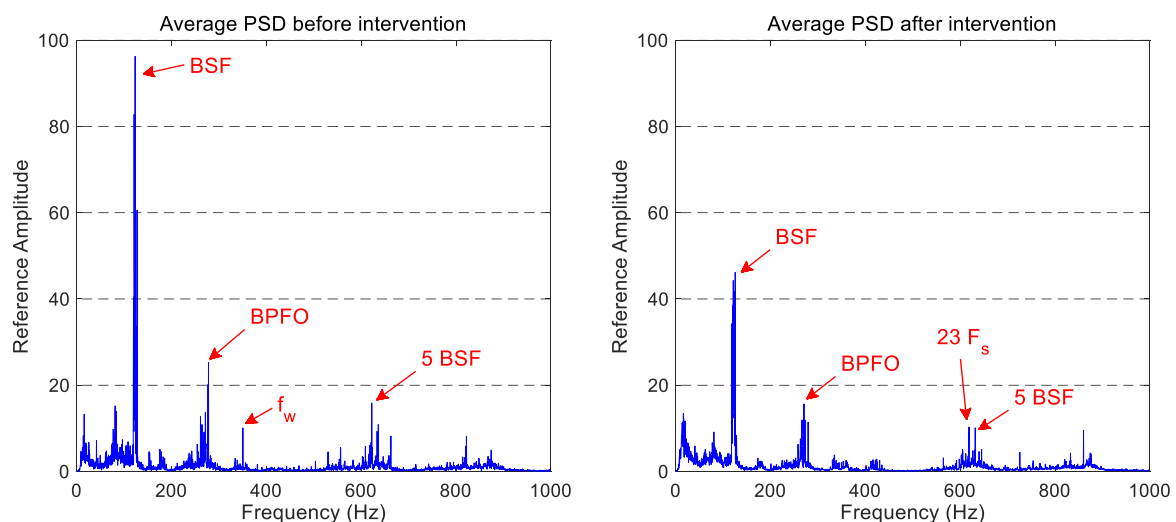 Average PSD before intervention
100
80
60
40
20
0
Reference Amplitude
BSF
BPFO
f_w
5 BSF
0 200 400 600 800 1000
Frequency (Hz)
Average PSD after intervention
100
80
60
40
20
0
Reference Amplitude
BSF
BPFO
23 F_s
5 BSF
0 200 400 600 800 1000
Frequency (Hz)